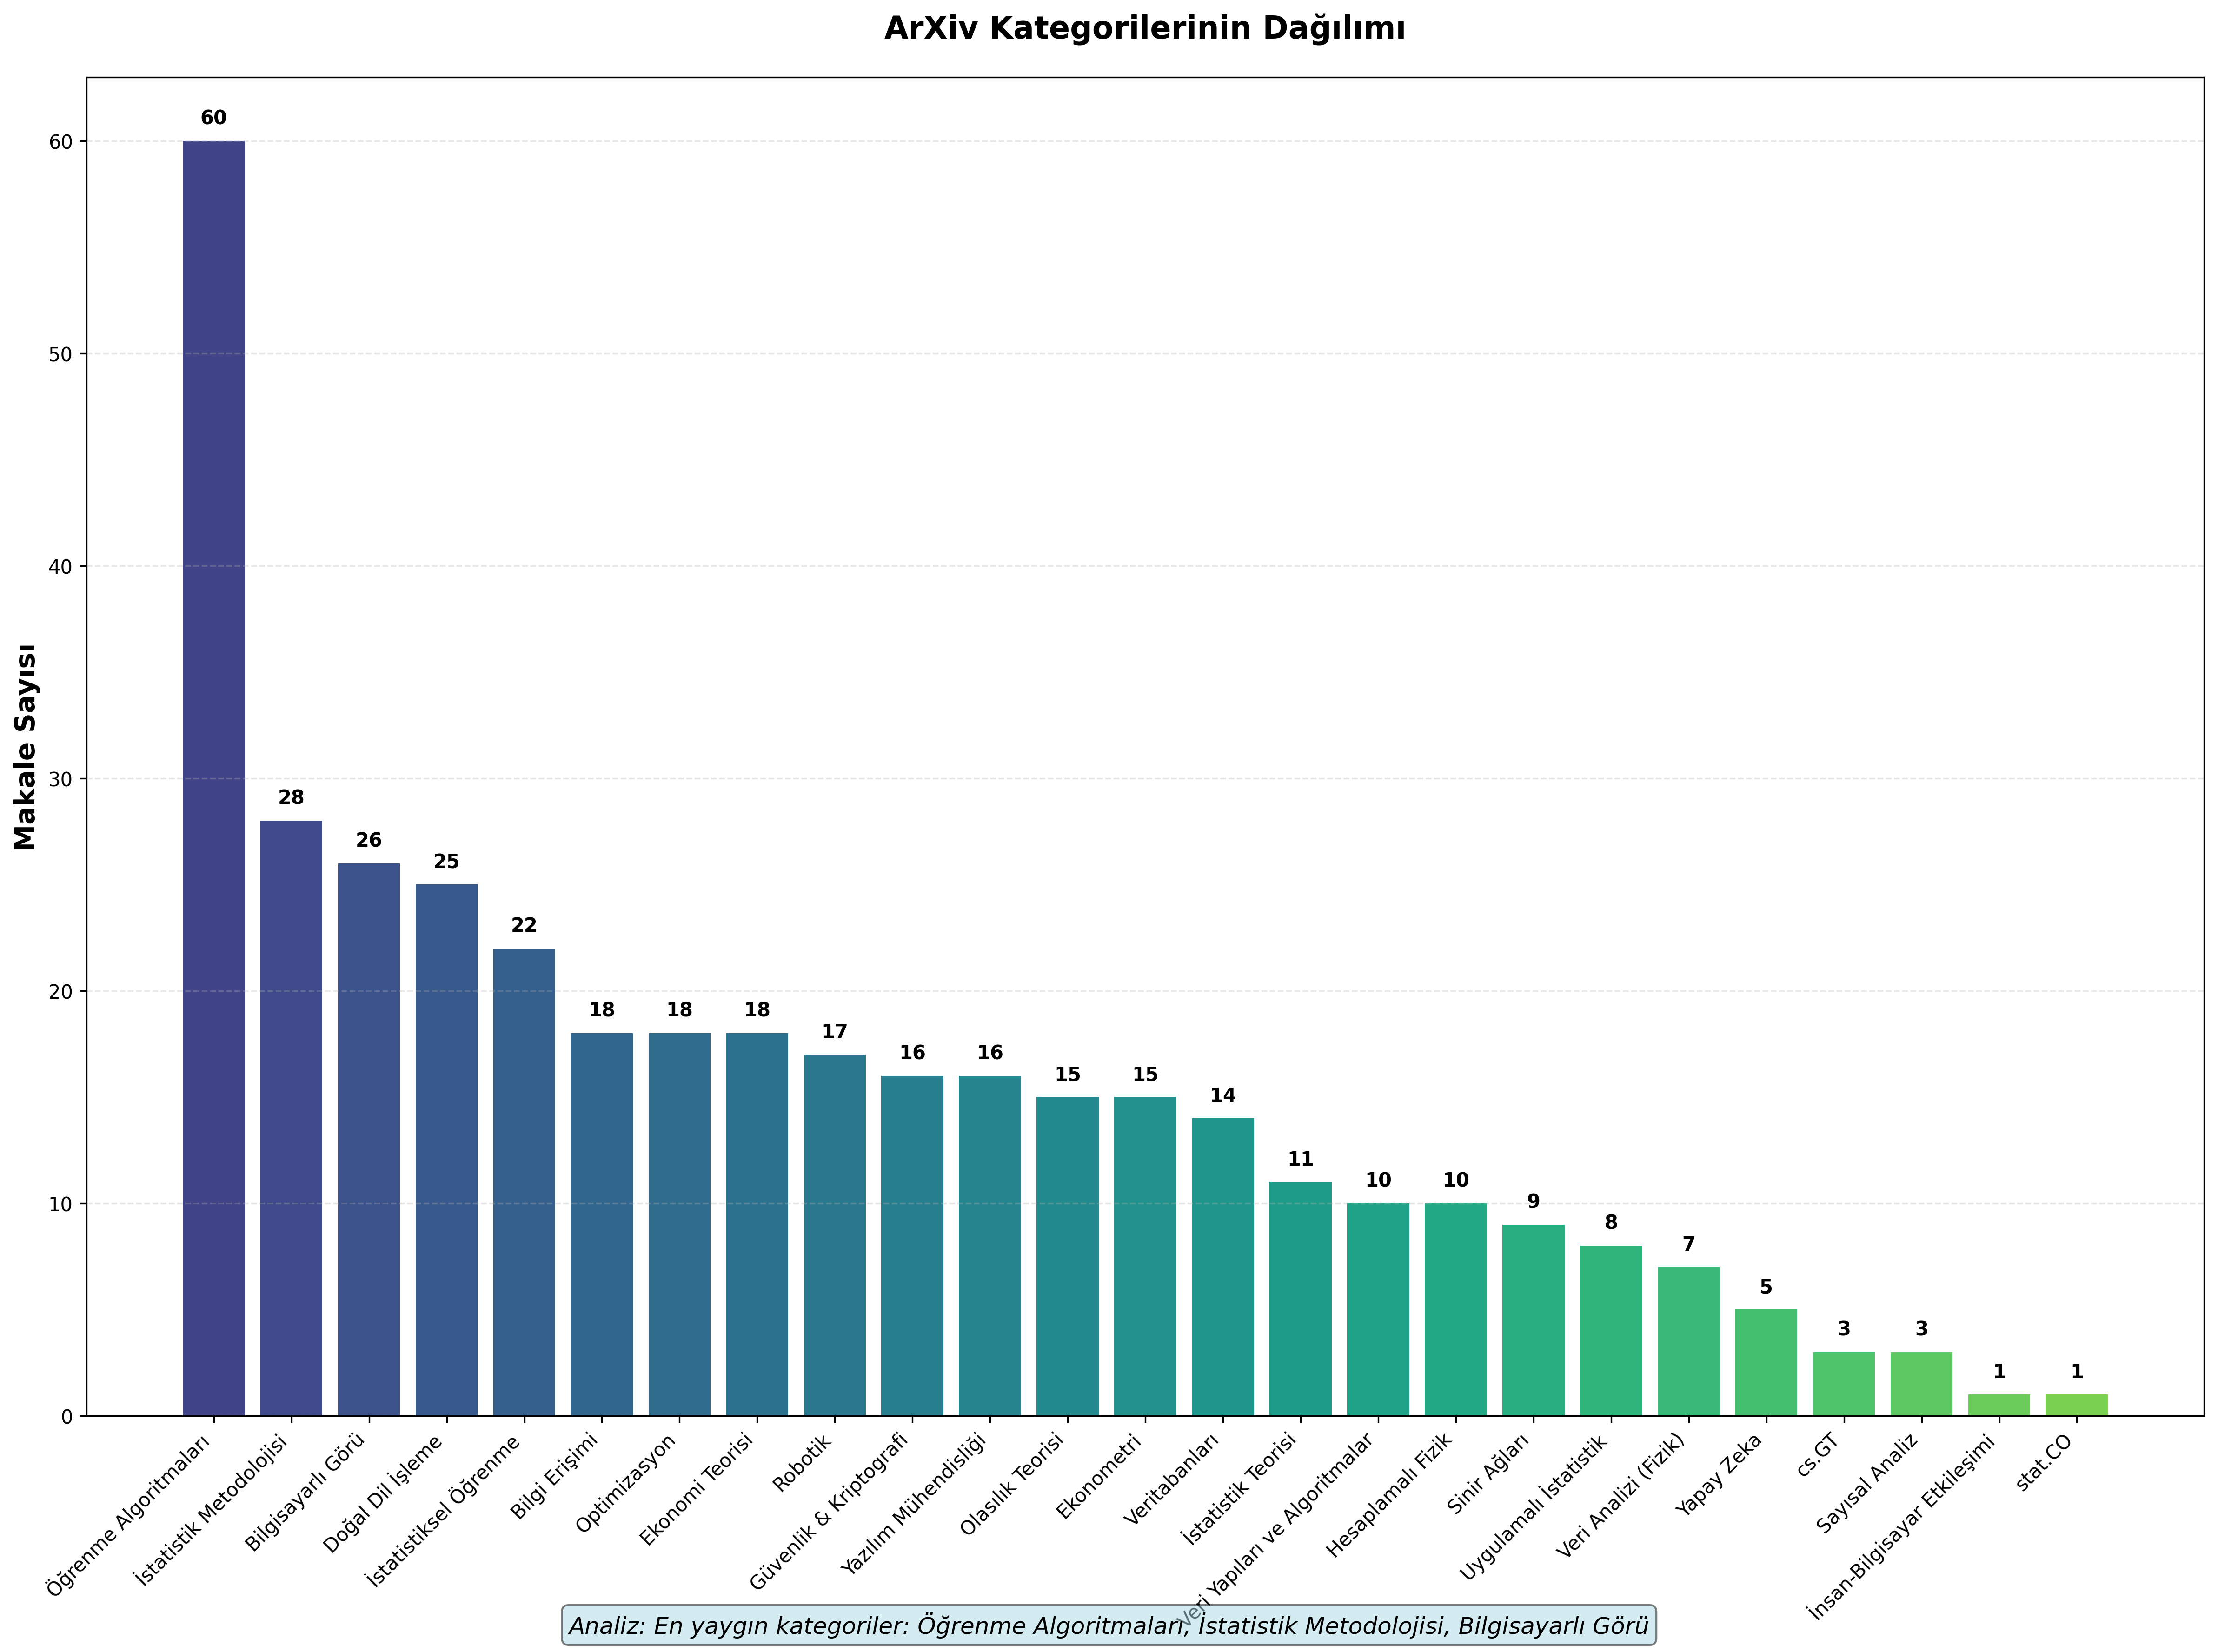 ArXiv Kategorilerinin Dağılımı
Makale Sayısı
60
50
40
30
20
10
0
60
28
26
25
22
18
18
18
17
16
16
15
15
14
11
10
10
9
8
7
5
3
3
1
1
Öğrenme Algoritmaları
İstatistik Metodolojisi
Bilgisayarlı Görü
Doğal Dil İşleme
İstatistiksel Öğrenme
Bilgi Erişimi
Optimizasyon
Ekonomi Teorisi
Robotik
Güvenlik & Kriptografi
Yazılım Mühendisliği
Olasılık Teorisi
Ekonometri
Veritabanları
İstatistik Teorisi
Veri Yapıları ve Algoritmalar
Hesaplamalı Fizik
Sinir Ağları
Uygulamalı İstatistik
Veri Analizi (Fizik)
Yapay Zeka
cs.GT
Sayısal Analiz
İnsan-Bilgisayar Etkileşimi
stat.CO
Analiz: En yaygın kategoriler: Öğrenme Algoritmaları, İstatistik Metodolojisi, Bilgisayarlı Görü